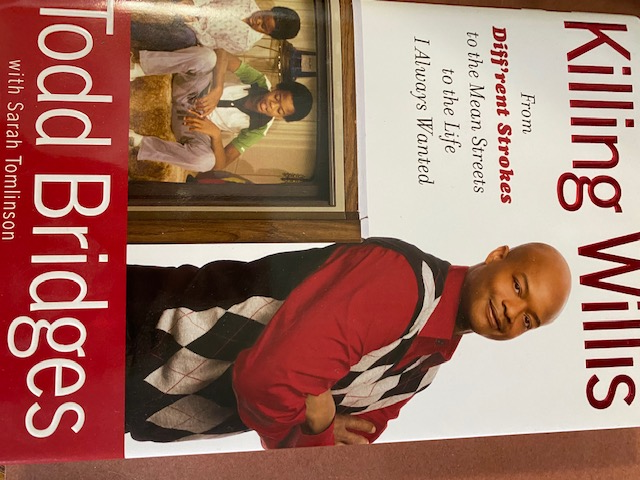 Killing Willis
From
Diff'rent Strokes
to the Mean Streets
to the Life
I Always Wanted
Todd Bridges
with Sarah Tomlinson